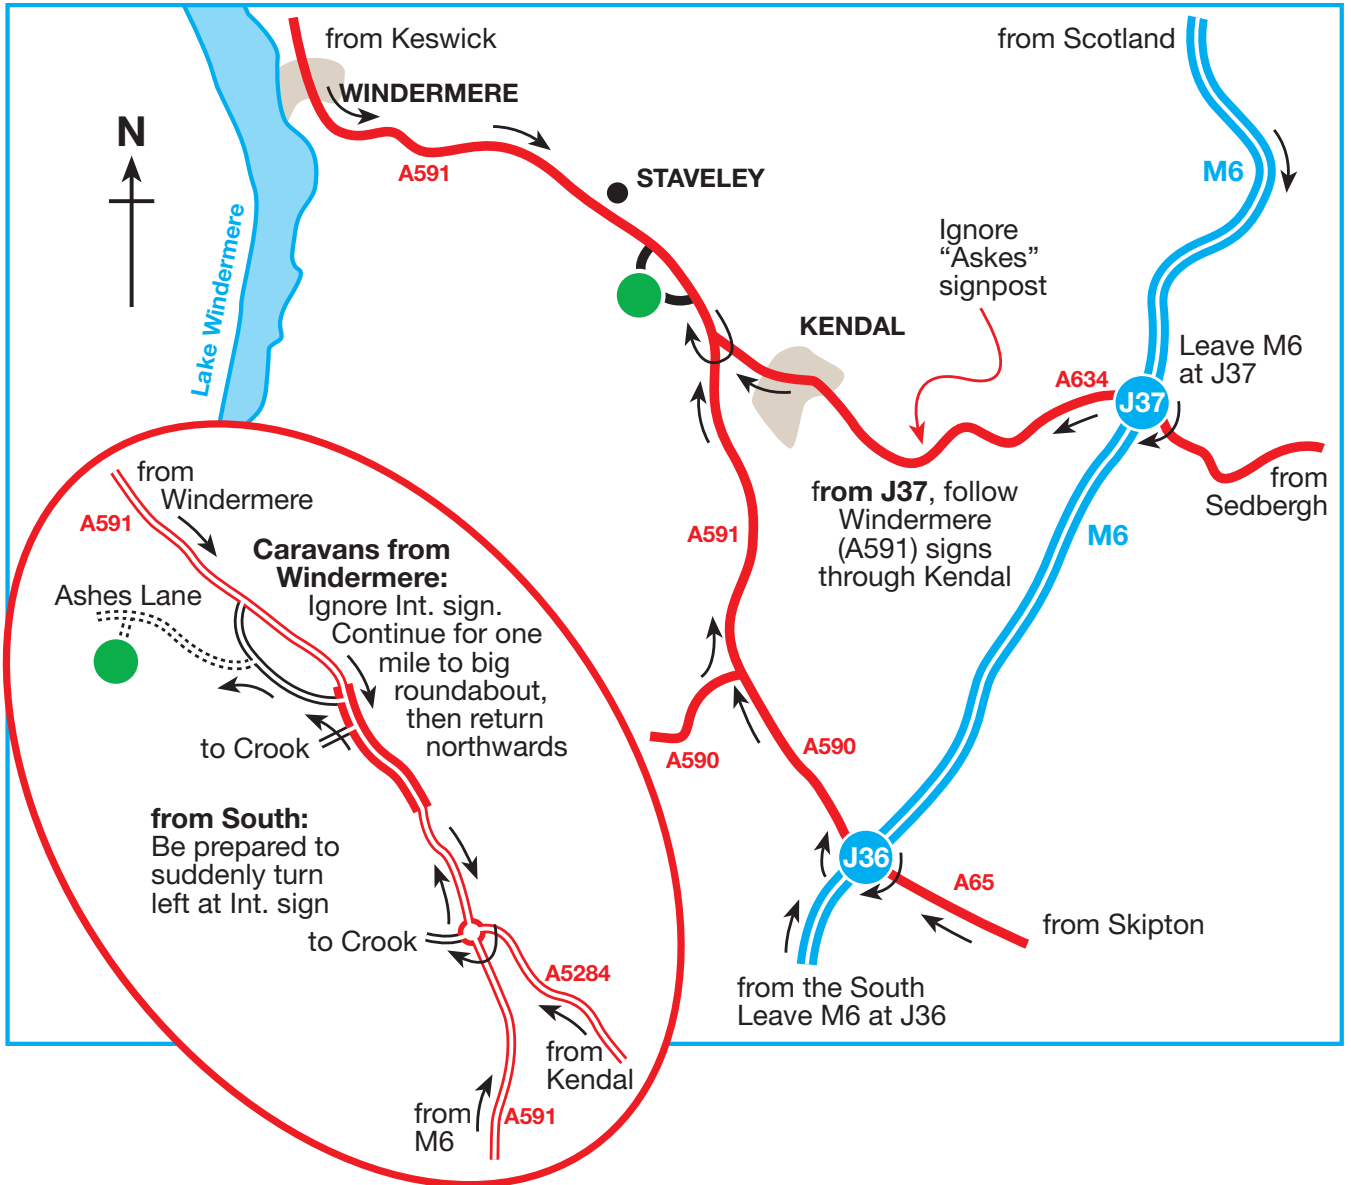 from Keswick
from Scotland
WINDERMERE
N
A591
STAVELEY
M6
Lake Windermere
Ignore
“Askes”
signpost
KENDAL
Leave M6
at J37
A634
J37
from
Sedbergh
from J37, follow
Windermere
(A591) signs
through Kendal
A591
M6
from
Windermere
A591
Caravans from
Windermere:
Ignore Int. sign.
Continue for one
mile to big
roundabout,
then return
northwards
Ashes Lane
to Crook
A590
A590
from South:
Be prepared to
suddenly turn
left at Int. sign
J36
A65
from Skipton
to Crook
A5284
from the South
Leave M6 at J36
from
Kendal
from
M6
A591